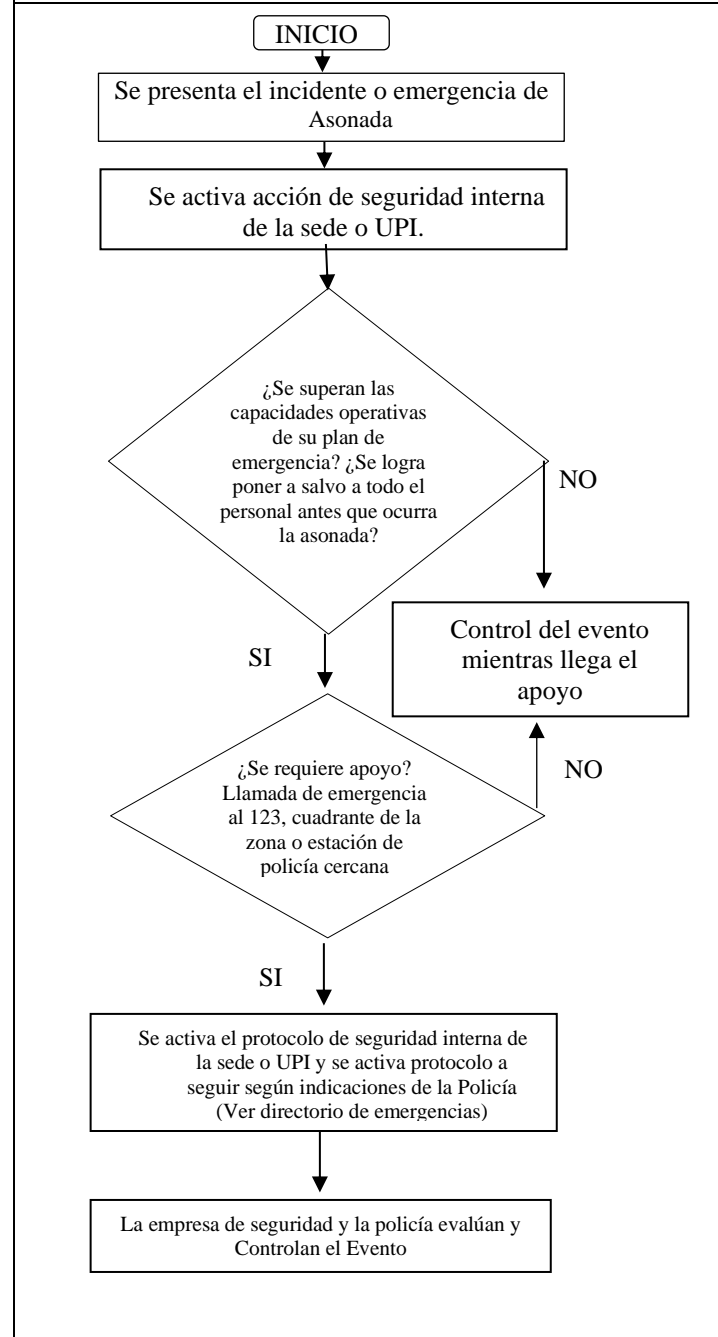 INICIO
Se presenta el incidente o emergencia de
Asonada
Se activa acción de seguridad interna
de la sede o UPI.
¿Se superan las
capacidades operativas
de su plan de
emergencia? ¿Se logra
poner a salvo a todo el
personal antes que ocurra
la asonada?
NO
Control del evento
mientras llega el
apoyo
SI
¿Se requiere apoyo?
Llamada de emergencia
al 123, cuadrante de la
zona o estación de
policía cercana
NO
SI
Se activa el protocolo de seguridad interna de
la sede o UPI y se activa protocolo a
seguir según indicaciones de la Policía
(Ver directorio de emergencias)
La empresa de seguridad y la policía evalúan y
Controlan el Evento